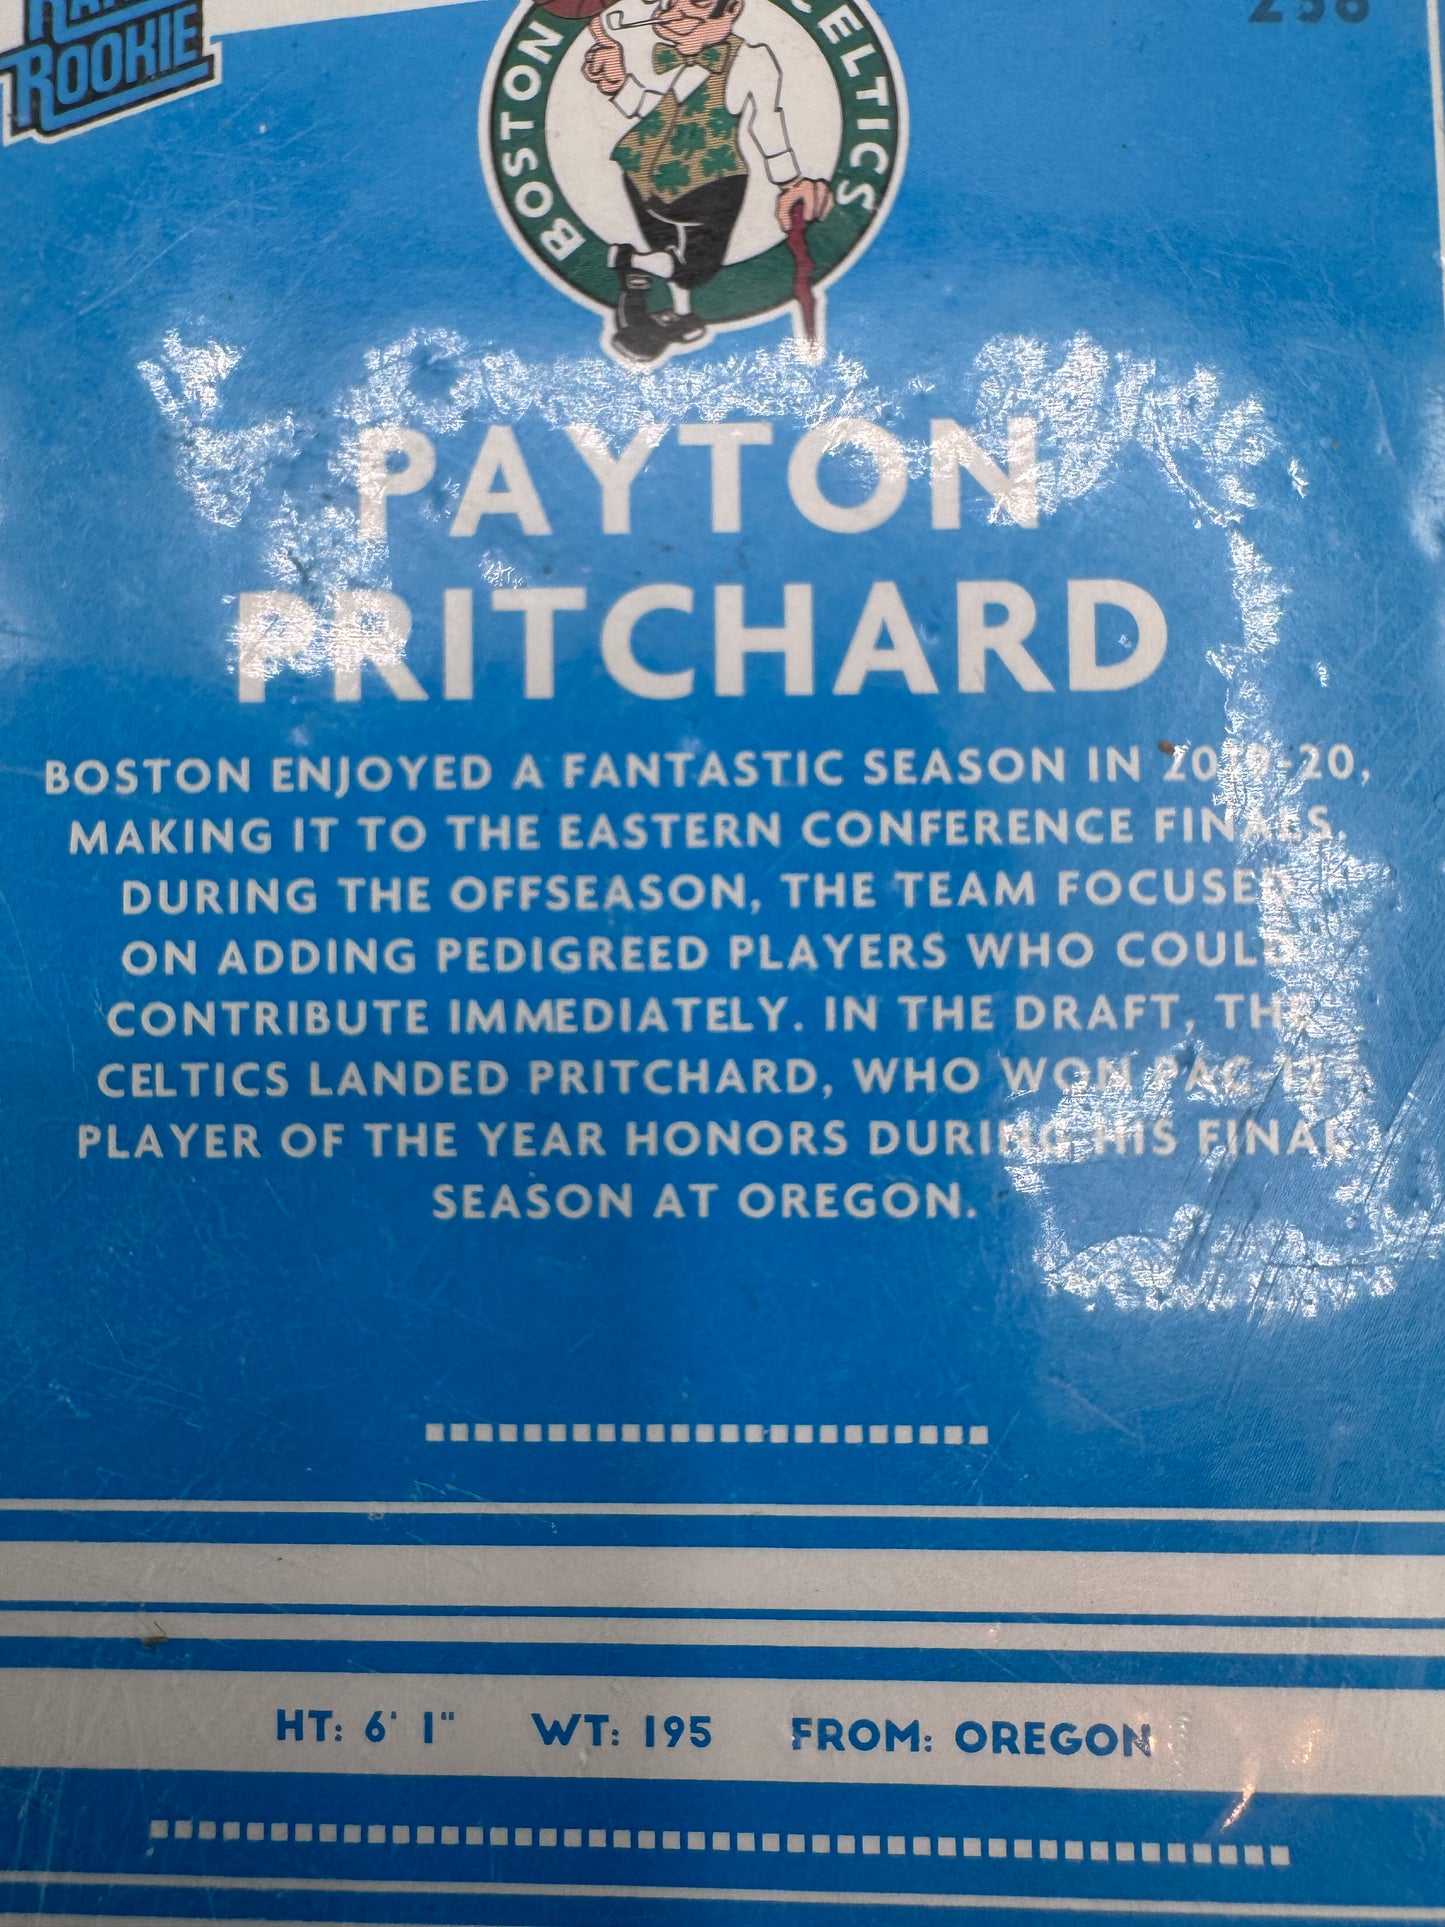 ROOKIE
BOSTON CELTICS
PAYTON
PRITCHARD
BOSTON ENJOYED A FANTASTIC SEASON IN 2019-20,
MAKING IT TO THE EASTERN CONFERENCE FINALS.
DURING THE OFFSEASON, THE TEAM FOCUSED
ON ADDING PEDIGREED PLAYERS WHO COULD
CONTRIBUTE IMMEDIATELY. IN THE DRAFT, THE
CELTICS LANDED PRITCHARD, WHO WON PAC-12
PLAYER OF THE YEAR HONORS DURING HIS FINAL
SEASON AT OREGON.
HT: 6' 1" WT: 195 FROM: OREGON